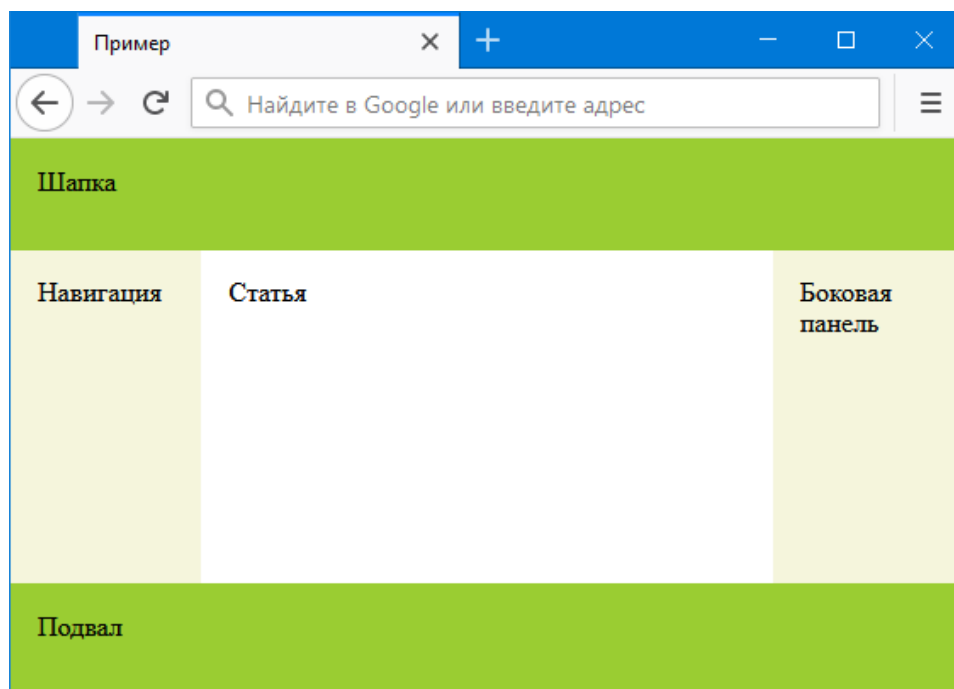 Пример
Найдите в Google или введите адрес
Шапка
Навигация
Статья
Боковая
панель
Подвал